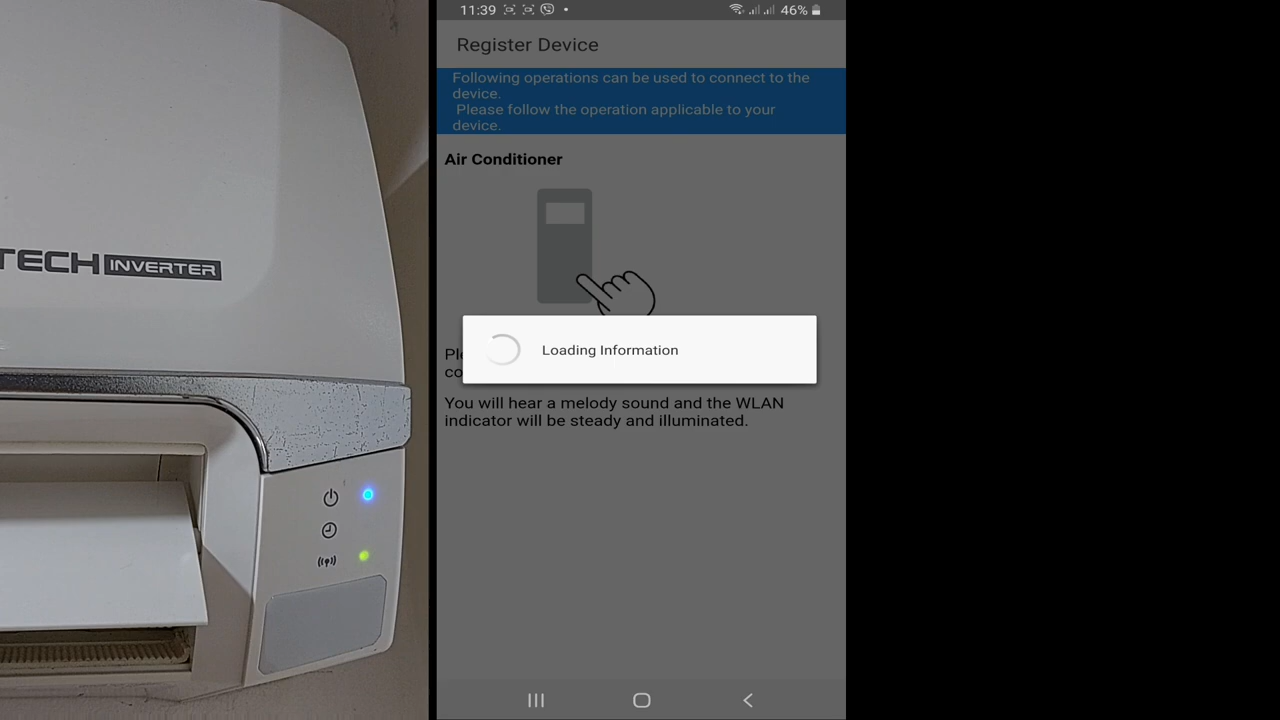 TECH INVERTER
11:39
46%
Register Device
Following operations can be used to connect to the
device.
Please follow the operation applicable to your
device.
Air Conditioner
Loading Information
You will hear a melody sound and the WLAN
indicator will be steady and illuminated.